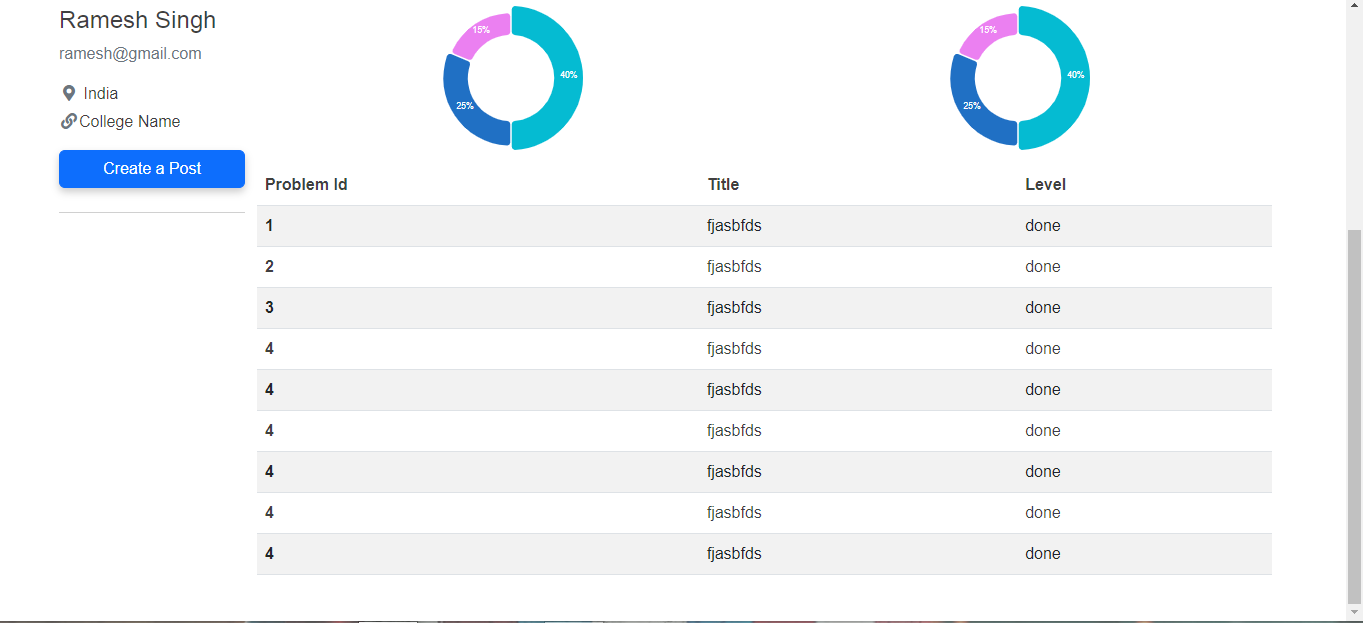 Ramesh Singh
ramesh@gmail.com
India
College Name
Create a Post
15%
40%
25%
15%
40%
25%
Problem Id Title Level
1 fjasbfds done
2 fjasbfds done
3 fjasbfds done
4 fjasbfds done
4 fjasbfds done
4 fjasbfds done
4 fjasbfds done
4 fjasbfds done
4 fjasbfds done